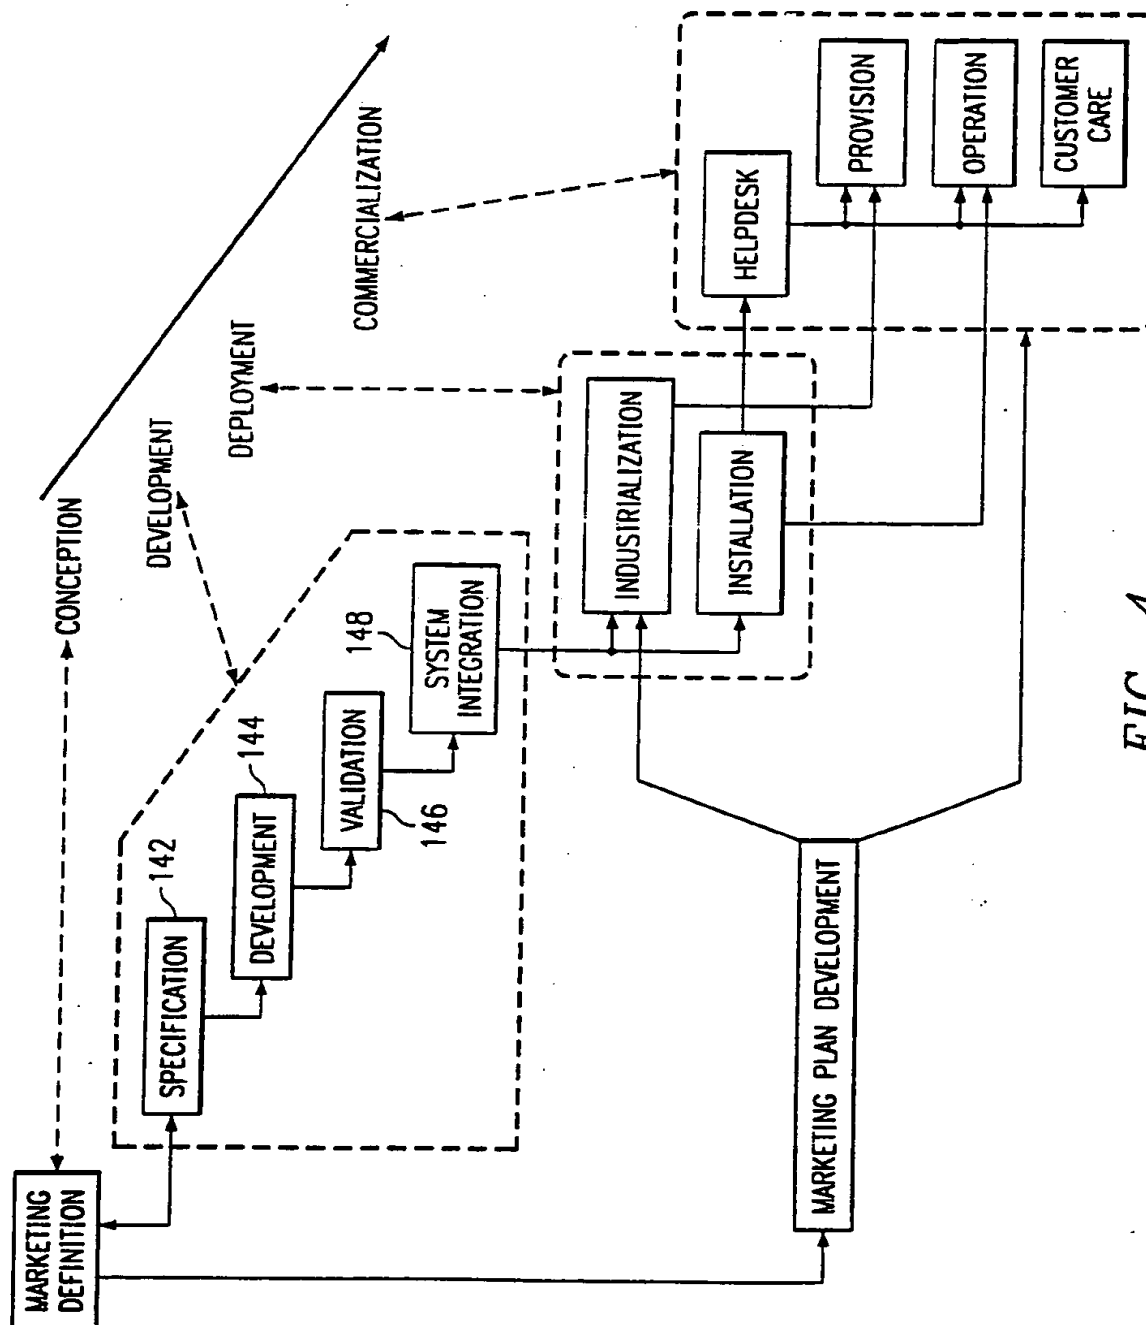 CONCEPTION
DEVELOPMENT
DEPLOYMENT
COMMERCIALIZATION
MARKETING
DEFINITION
SPECIFICATION
142
DEVELOPMENT
144
VALIDATION
146
SYSTEM
INTEGRATION
148
INDUSTRIALIZATION
INSTALLATION
HELPDESK
PROVISION
OPERATION
CUSTOMER
CARE
MARKETING PLAN DEVELOPMENT